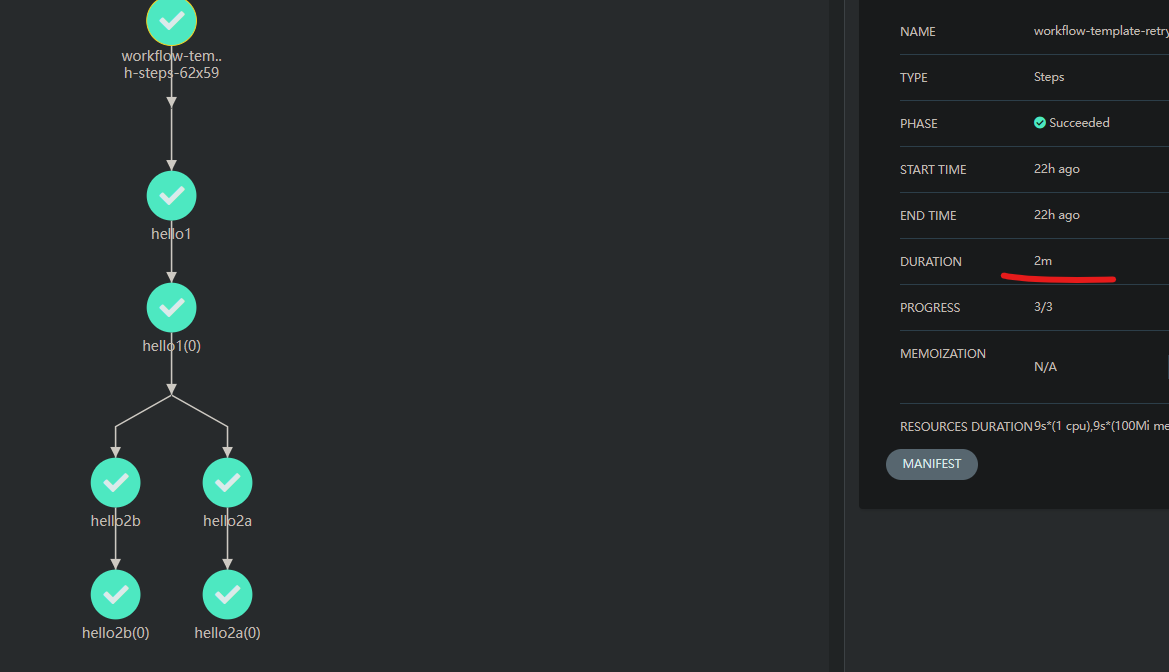 workflow-tem..
h-steps-62x59
hello1
hello1(0)
hello2b
hello2a
hello2b(0)
hello2a(0)
NAME workflow-template-retry
TYPE Steps
PHASE Succeeded
START TIME 22h ago
END TIME 22h ago
DURATION 2m
PROGRESS 3/3
MEMOIZATION
N/A
RESOURCES DURATION 9s*(1 cpu),9s*(100Mi me
MANIFEST